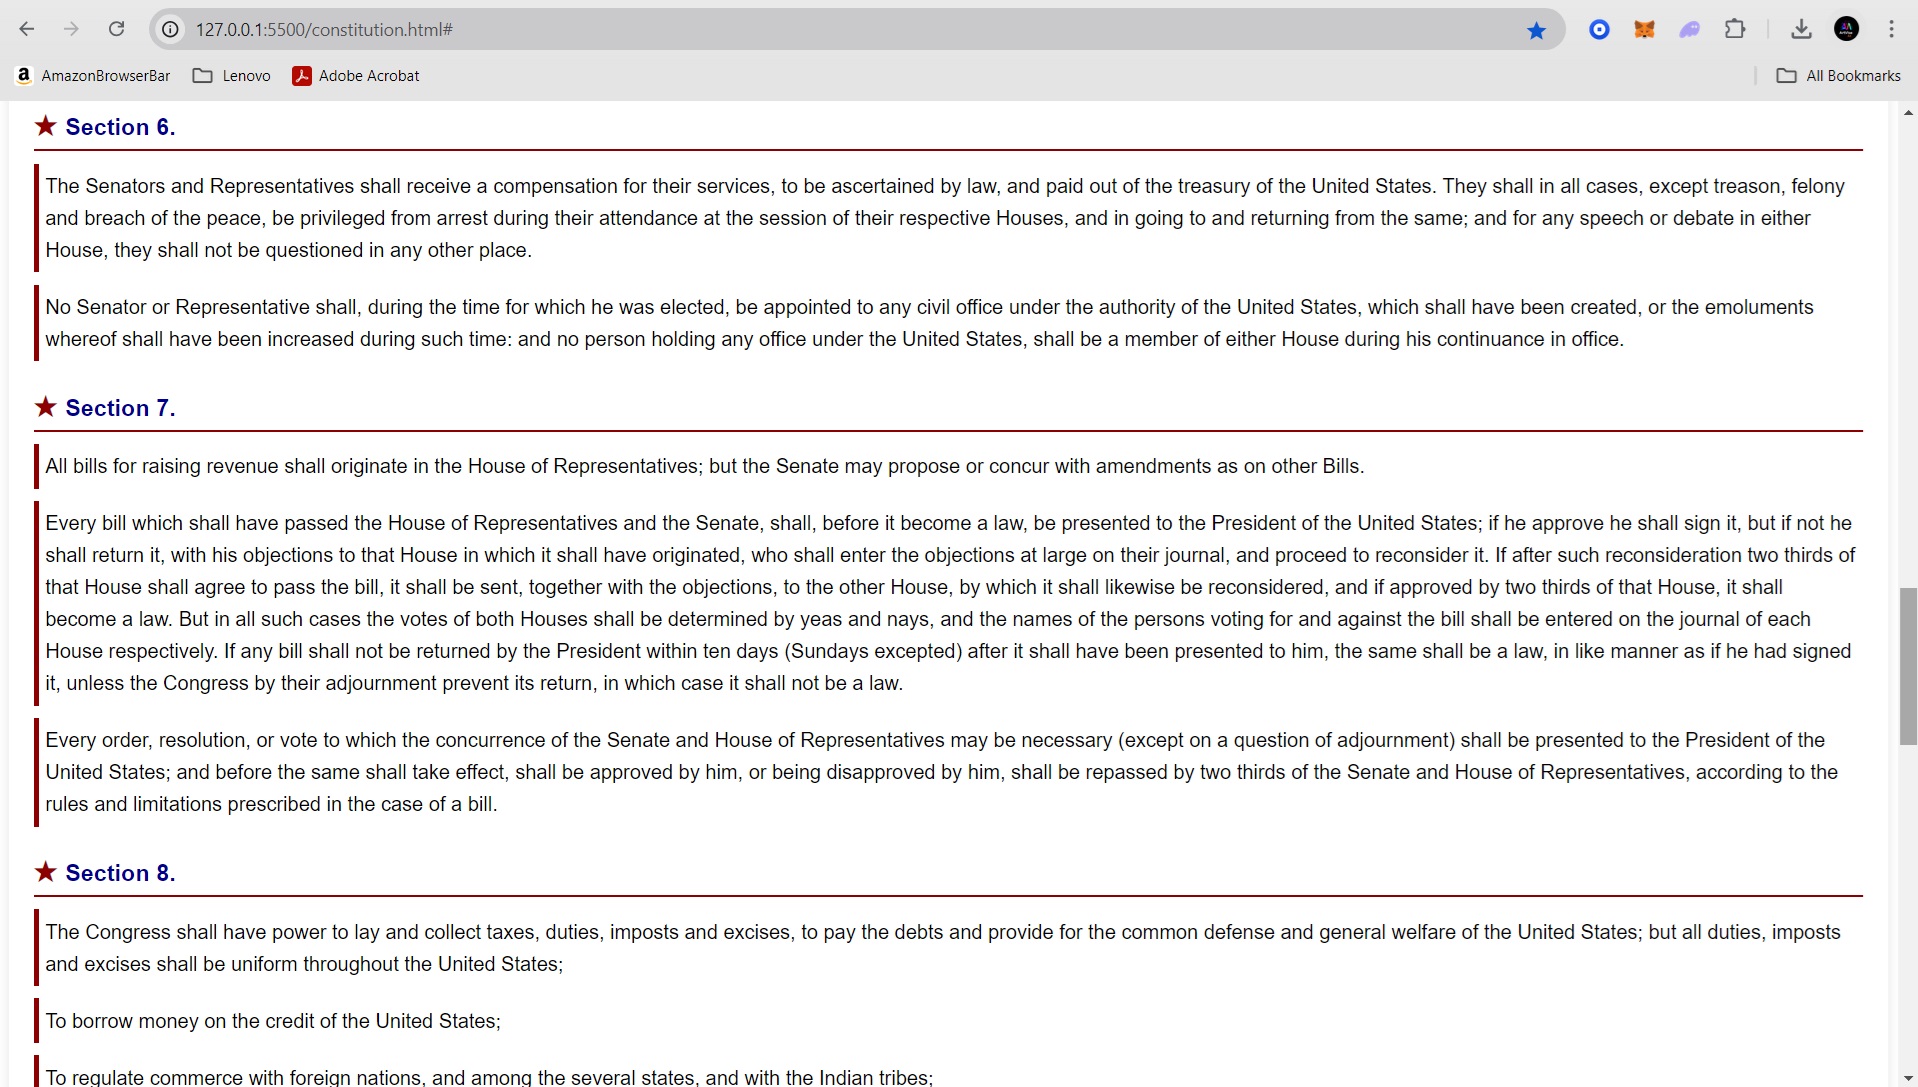 127.0.0.1:5500/constitution.html#
AmazonBrowserBar Lenovo Adobe Acrobat All Bookmarks
★ Section 6.
The Senators and Representatives shall receive a compensation for their services, to be ascertained by law, and paid out of the treasury of the United States. They shall in all cases, except treason, felony
and breach of the peace, be privileged from arrest during their attendance at the session of their respective Houses, and in going to and returning from the same; and for any speech or debate in either
House, they shall not be questioned in any other place.
No Senator or Representative shall, during the time for which he was elected, be appointed to any civil office under the authority of the United States, which shall have been created, or the emoluments
whereof shall have been increased during such time: and no person holding any office under the United States, shall be a member of either House during his continuance in office.
★ Section 7.
All bills for raising revenue shall originate in the House of Representatives; but the Senate may propose or concur with amendments as on other Bills.
Every bill which shall have passed the House of Representatives and the Senate, shall, before it become a law, be presented to the President of the United States; if he approve he shall sign it, but if not he
shall return it, with his objections to that House in which it shall have originated, who shall enter the objections at large on their journal, and proceed to reconsider it. If after such reconsideration two thirds of
that House shall agree to pass the bill, it shall be sent, together with the objections, to the other House, by which it shall likewise be reconsidered, and if approved by two thirds of that House, it shall
become a law. But in all such cases the votes of both Houses shall be determined by yeas and nays, and the names of the persons voting for and against the bill shall be entered on the journal of each
House respectively. If any bill shall not be returned by the President within ten days (Sundays excepted) after it shall have been presented to him, the same shall be a law, in like manner as if he had signed
it, unless the Congress by their adjournment prevent its return, in which case it shall not be a law.
Every order, resolution, or vote to which the concurrence of the Senate and House of Representatives may be necessary (except on a question of adjournment) shall be presented to the President of the
United States; and before the same shall take effect, shall be approved by him, or being disapproved by him, shall be repassed by two thirds of the Senate and House of Representatives, according to the
rules and limitations prescribed in the case of a bill.
★ Section 8.
The Congress shall have power to lay and collect taxes, duties, imposts and excises, to pay the debts and provide for the common defense and general welfare of the United States; but all duties, imposts
and excises shall be uniform throughout the United States;
To borrow money on the credit of the United States;
To regulate commerce with foreign nations, and among the several states, and with the Indian tribes;